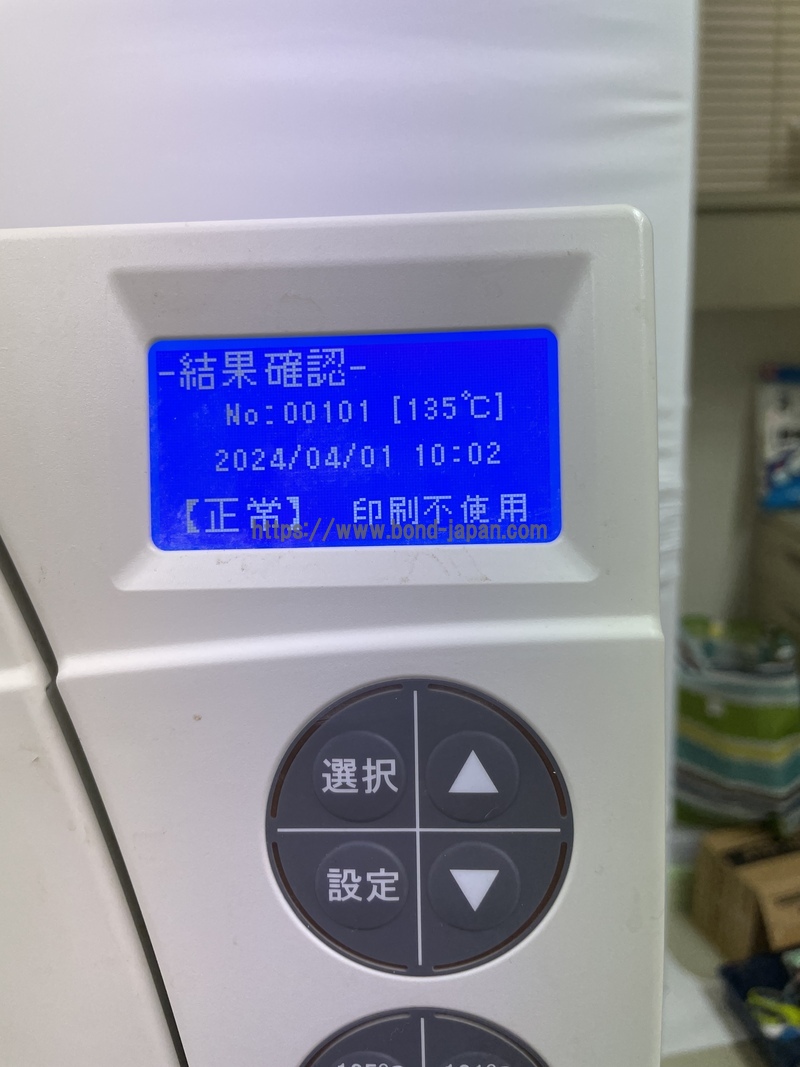 -結果確認-
No:00101 [135℃]
2024/04/01 10:02
【正常】 印刷不使用
https://www.bond-japan.com
選択
設定